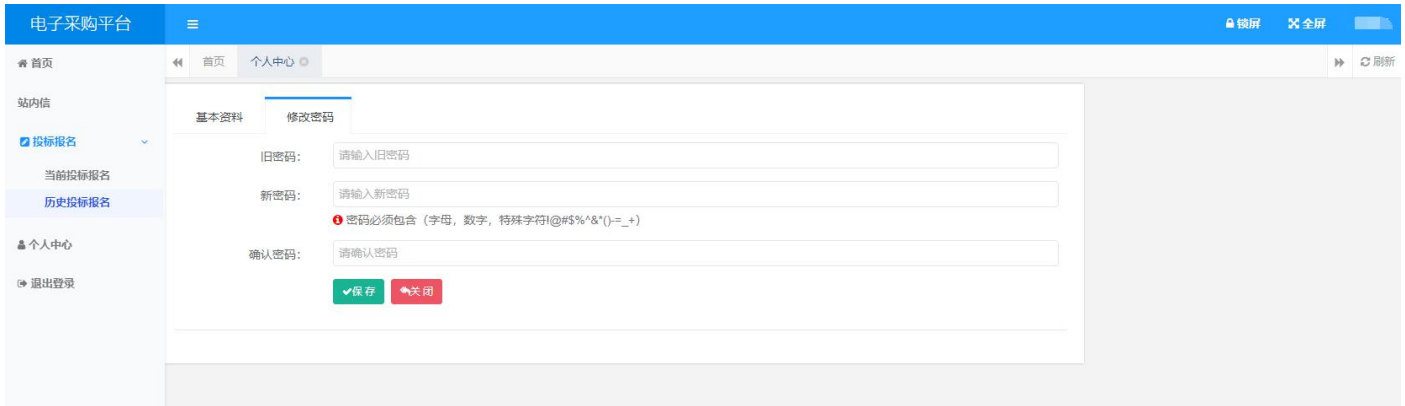 电子采购平台
锁屏 全屏
首页 个人中心 刷新
首页
站内信
投标报名
当前投标报名
历史投标报名
个人中心
退出登录
基本资料 修改密码
旧密码: 请输入旧密码
新密码: 请输入新密码
密码必须包含（字母，数字，特殊字符!@#$%^&*()-=_+）
确认密码: 请确认密码
保存 关闭